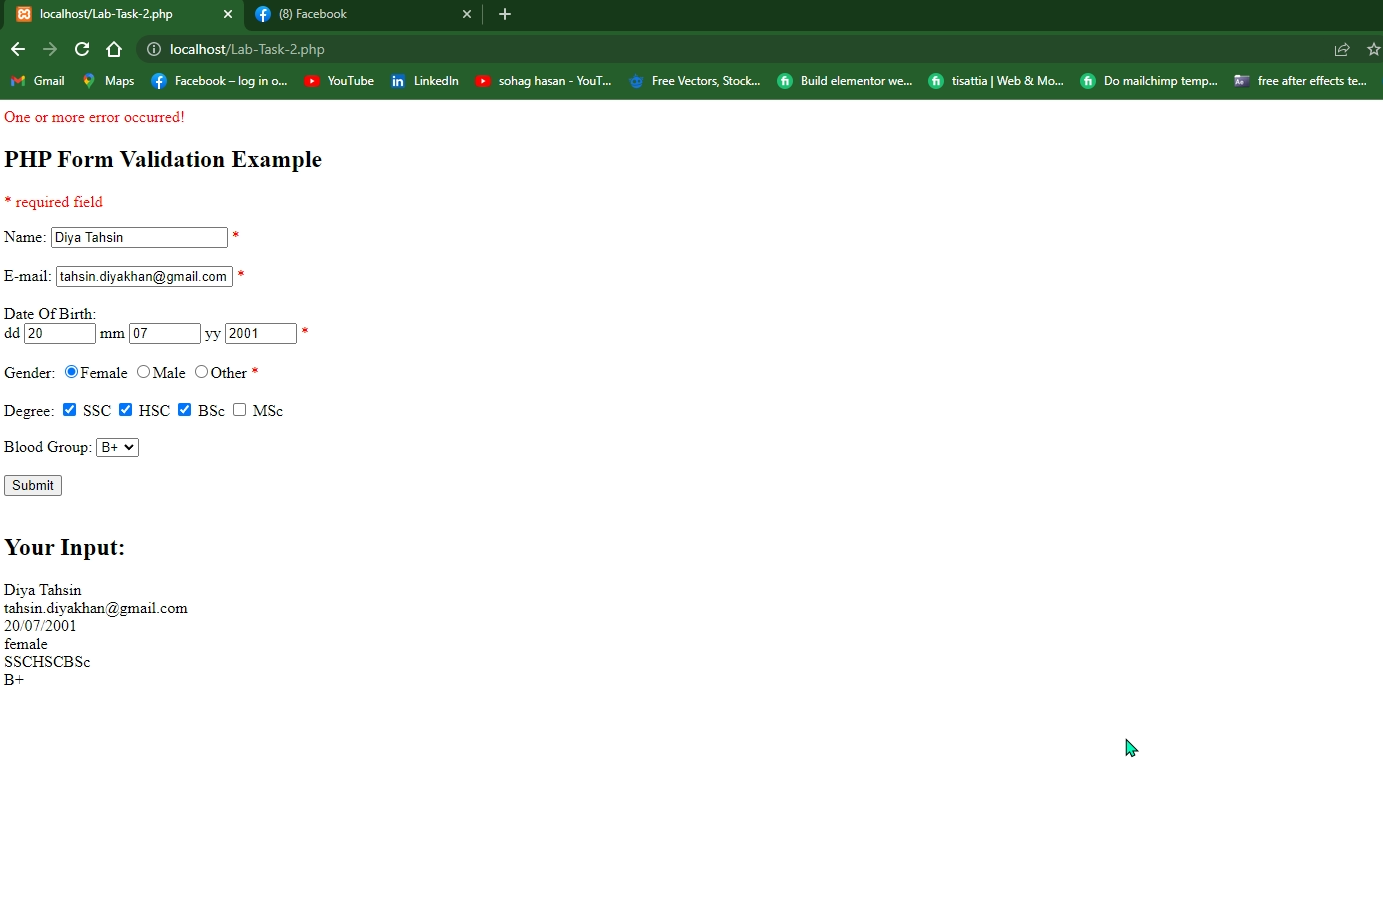 localhost/Lab-Task-2.php
(8) Facebook
localhost/Lab-Task-2.php
Gmail Maps Facebook – log in o... YouTube LinkedIn sohag hasan - YouT... Free Vectors, Stock... Build elementor we... tisattia | Web & Mo... Do mailchimp temp... free after effects te...
One or more error occurred!
PHP Form Validation Example
* required field
Name: Diya Tahsin *
E-mail: tahsin.diyakhan@gmail.com *
Date Of Birth:
dd 20 mm 07 yy 2001 *
Gender: Female Male Other *
Degree: SSC HSC BSc MSc
Blood Group: B+
Submit
Your Input:
Diya Tahsin
tahsin.diyakhan@gmail.com
20/07/2001
female
SSCHSCBSc
B+